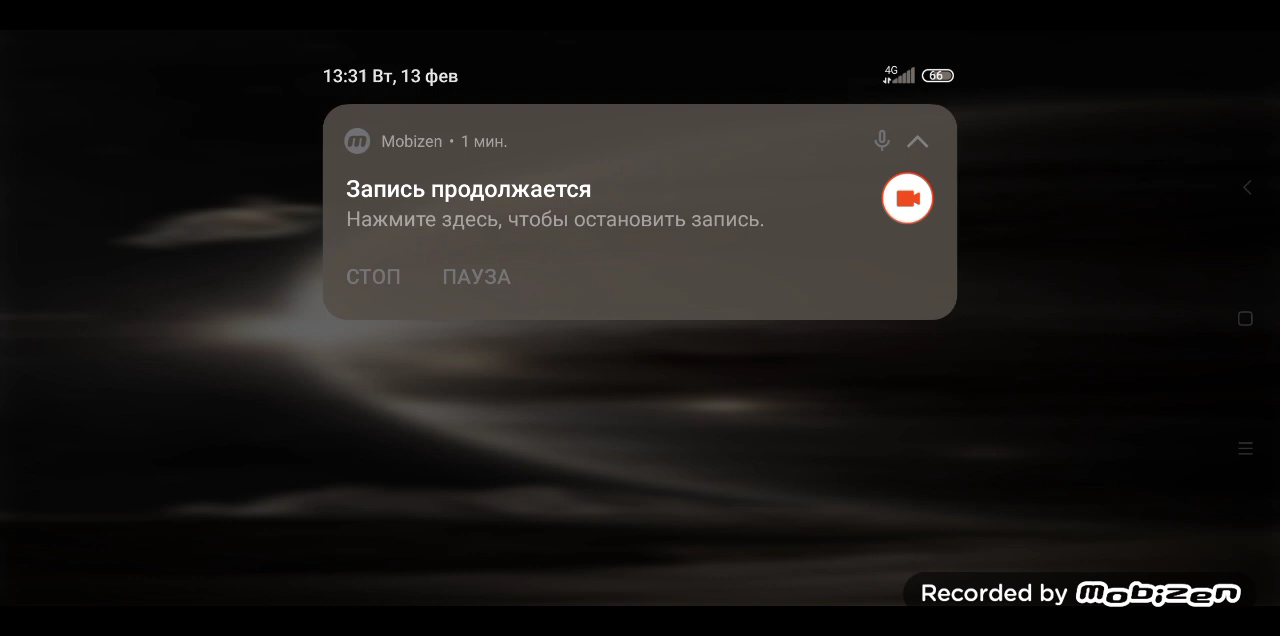 13:31 Вт, 13 фев
4G
66
Mobizen • 1 мин.
Запись продолжается
Нажмите здесь, чтобы остановить запись.
СТОП ПАУЗА
Recorded by mobizen